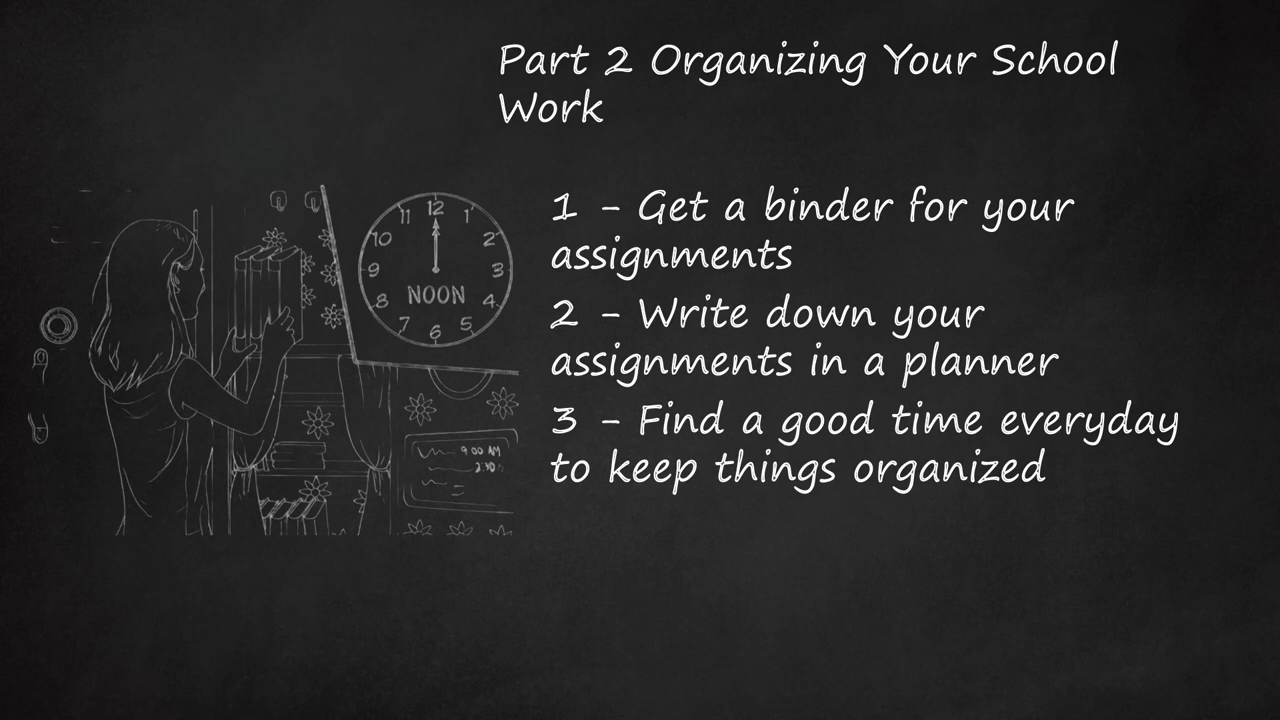 Part 2 Organizing Your School
Work
1 - Get a binder for your
assignments
2 - Write down your
assignments in a planner
3 - Find a good time everyday
to keep things organized
12
11 1
10 2
9 3
NOON
8 4
7 5
6
9 00 AM
2:30